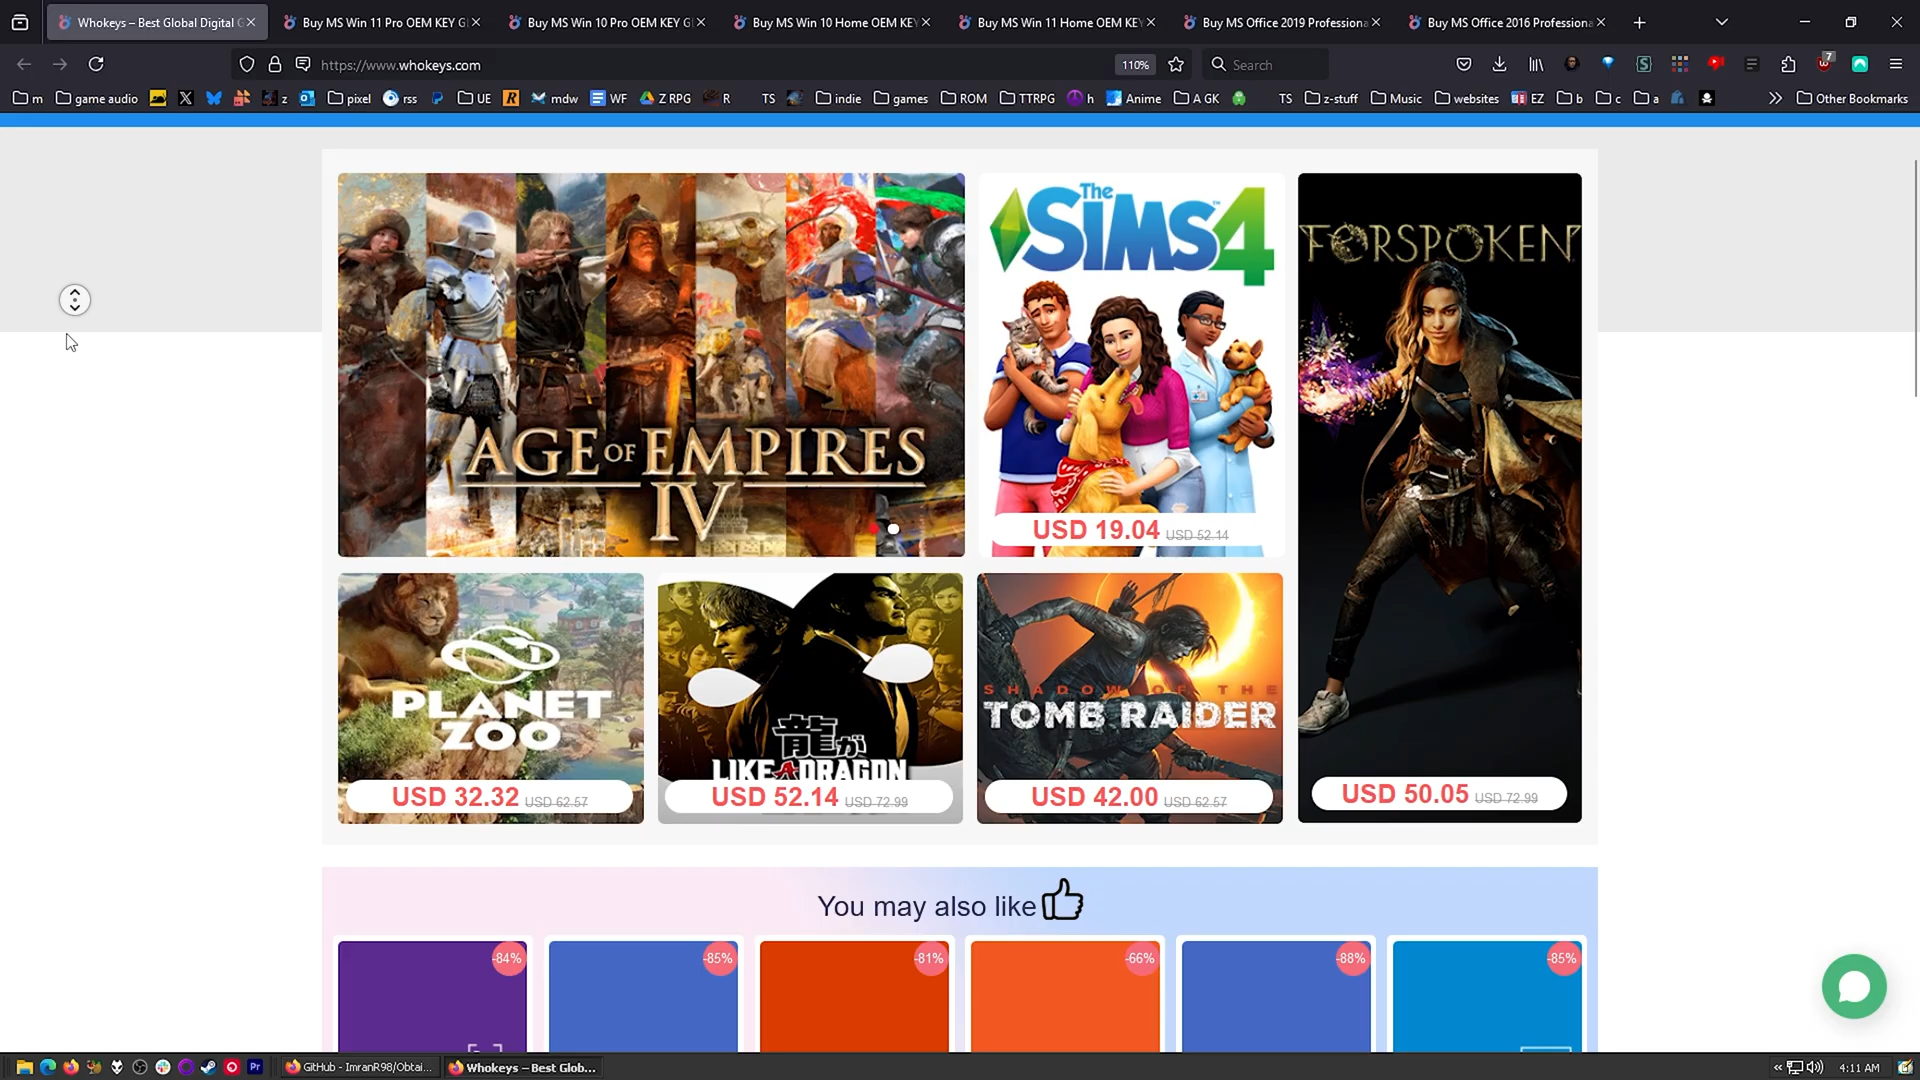 Whokeys – Best Global Digital G
Buy MS Win 11 Pro OEM KEY Gl
Buy MS Win 10 Pro OEM KEY Gl
Buy MS Win 10 Home OEM KEY
Buy MS Win 11 Home OEM KEY
Buy MS Office 2019 Professiona
Buy MS Office 2016 Professiona
https://www.whokeys.com
110%
Search
7
m
game audio
z
pixel
rss
UE
mdw
WF
Z RPG
R
TS
indie
games
ROM
TTRPG
h
Anime
A GK
TS
z-stuff
Music
websites
EZ
b
c
a
Other Bookmarks
AGE OF EMPIRES
IV
The
SIMS 4
USD 19.04 USD 52.14
FORSPOKEN
USD 50.05 USD 72.99
PLANET
ZOO
USD 32.32 USD 62.57
龍が
LIKE A DRAGON
USD 52.14 USD 72.99
SHADOW OF THE
TOMB RAIDER
USD 42.00 USD 62.57
You may also like
-84%
-85%
-81%
-66%
-88%
-85%
GitHub - ImranR98/Obtai...
Whokeys – Best Glob...
4:11 AM